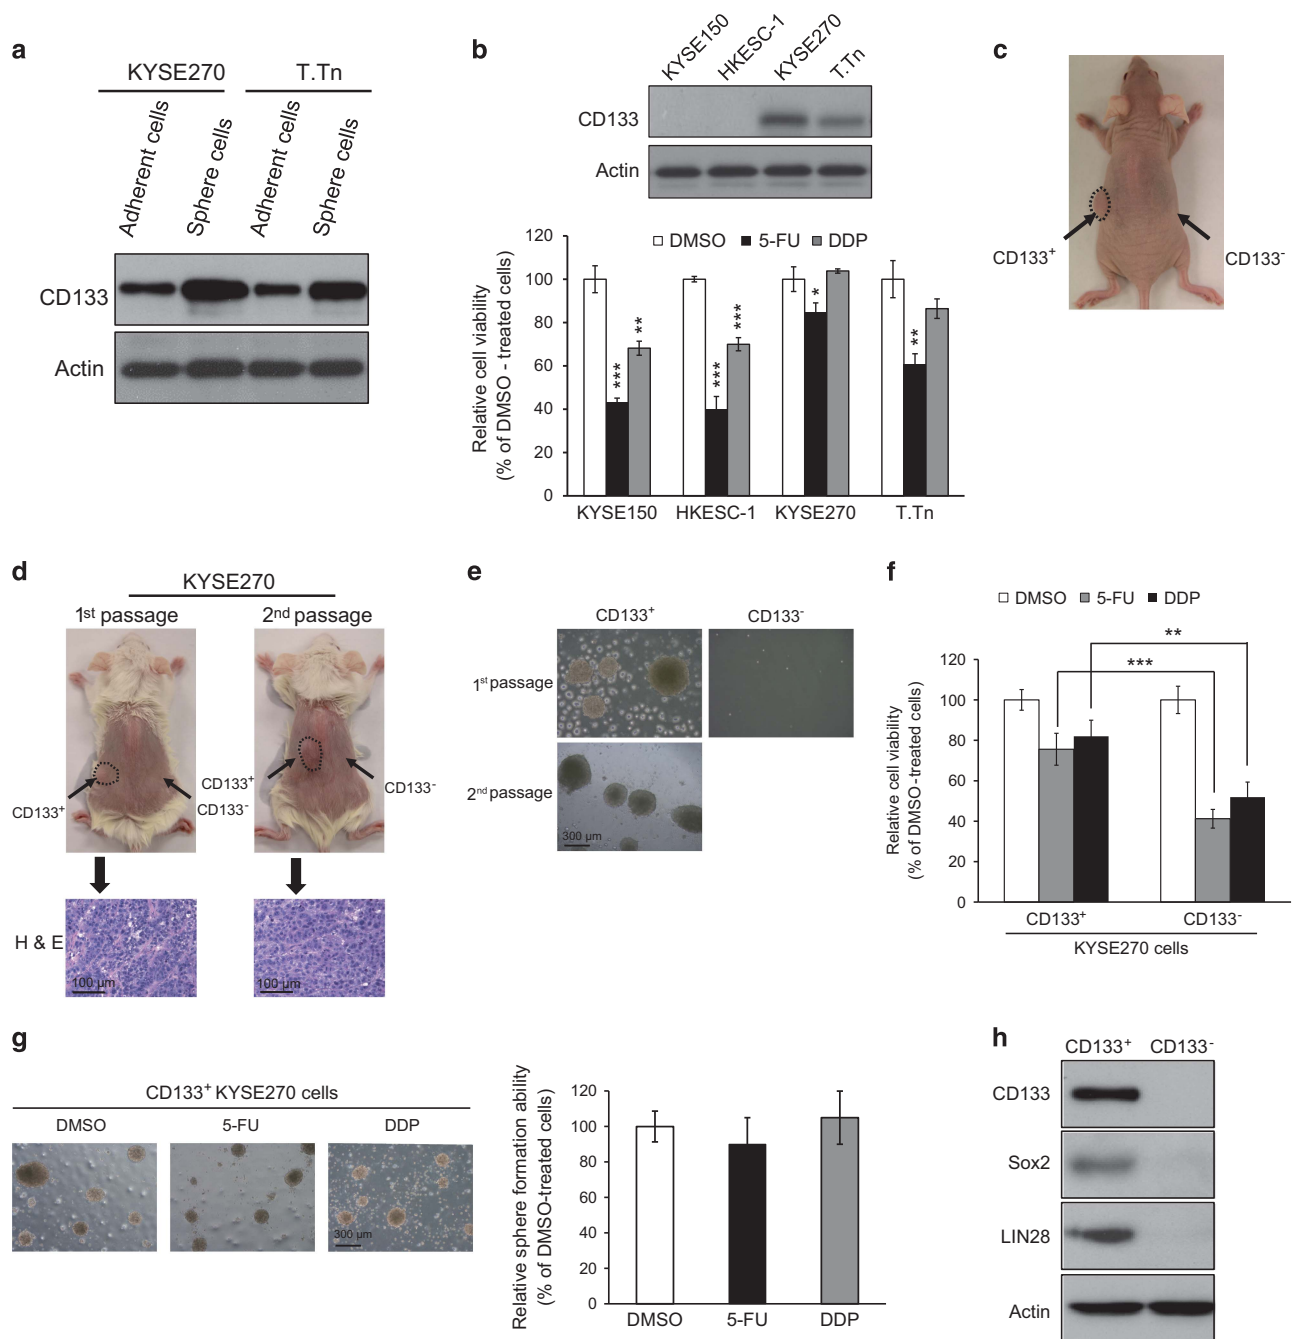 a
KYSE270 T.Tn
Adherent cells
Sphere cells
Adherent cells
Sphere cells
CD133
Actin
b
KYSE150
HKESC-1
KYSE270
T.Tn
CD133
Actin
DMSO 5-FU DDP
Relative cell viability
(% of DMSO - treated cells)
120
100
80
60
40
20
0
***
**
***
***
*
**
KYSE150 HKESC-1 KYSE270 T.Tn
c
CD133+
CD133-
d
KYSE270
1st passage 2nd passage
CD133+
CD133-
CD133+
CD133-
H & E
100 µm
100 µm
e
CD133+ CD133-
1st passage
2nd passage
300 µm
f
DMSO 5-FU DDP
Relative cell viability
(% of DMSO-treated cells)
120
100
80
60
40
20
0
**
***
CD133+ CD133-
KYSE270 cells
g
CD133+ KYSE270 cells
DMSO 5-FU DDP
300 µm
Relative sphere formation ability
(% of DMSO-treated cells)
120
100
80
60
40
20
0
DMSO 5-FU DDP
h
CD133+ CD133-
CD133
Sox2
LIN28
Actin